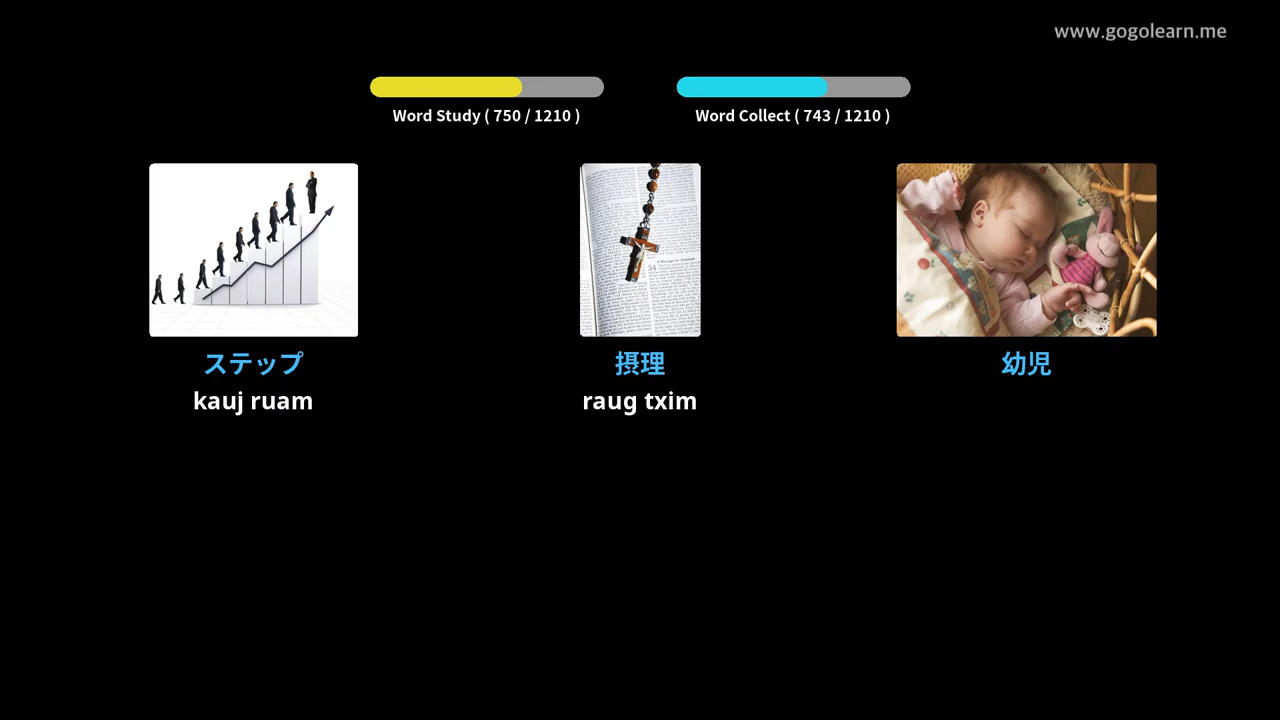 www.gogolearn.me
Word Study ( 750 / 1210 )
Word Collect ( 743 / 1210 )
ステップ
摂理
幼児
kauj ruam
raug txim